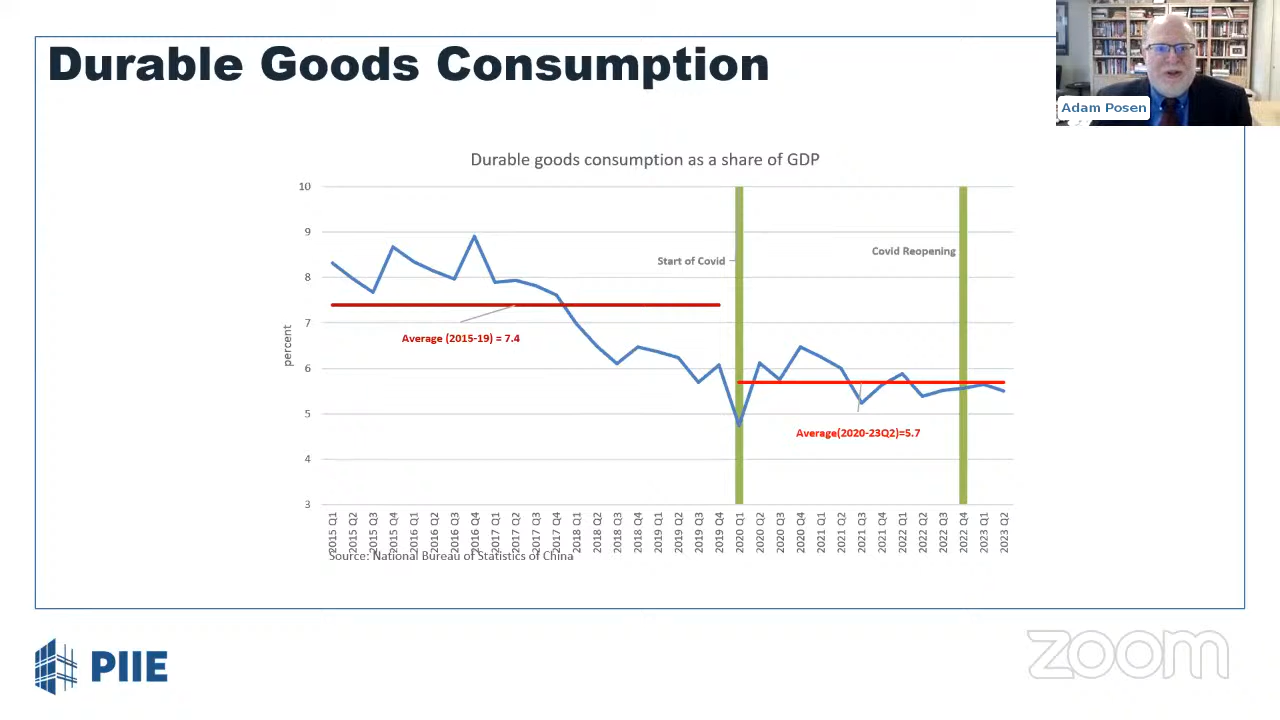 Durable Goods Consumption
Adam Posen
Durable goods consumption as a share of GDP
10
9
8
7
6
5
4
3
percent
Start of Covid
Covid Reopening
Average (2015-19) = 7.4
Average(2020-23Q2)=5.7
2015 Q1
2015 Q2
2015 Q3
2015 Q4
2016 Q1
2016 Q2
2016 Q3
2016 Q4
2017 Q1
2017 Q2
2017 Q3
2017 Q4
2018 Q1
2018 Q2
2018 Q3
2018 Q4
2019 Q1
2019 Q2
2019 Q3
2019 Q4
2020 Q1
2020 Q2
2020 Q3
2020 Q4
2021 Q1
2021 Q2
2021 Q3
2021 Q4
2022 Q1
2022 Q2
2022 Q3
2022 Q4
2023 Q1
2023 Q2
Source: National Bureau of Statistics of China
PIIE
zoom